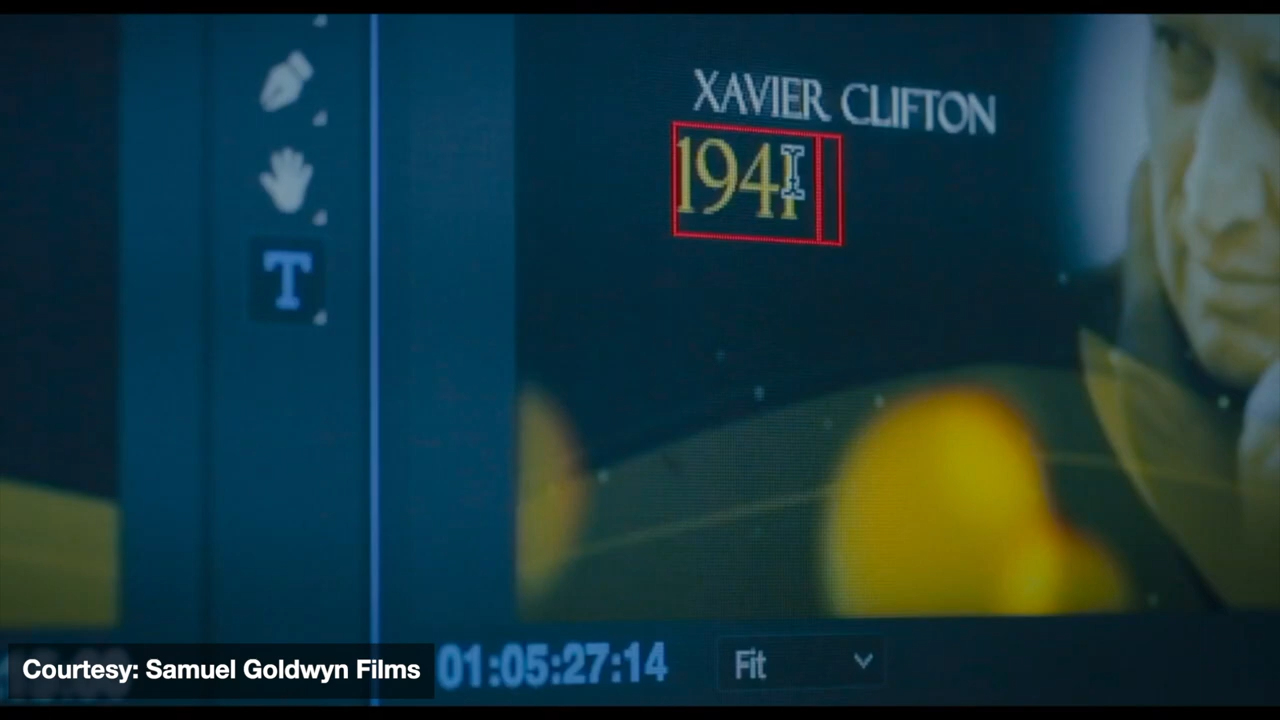 XAVIER CLIFTON
1941
T
01:05:27:14
Fit
Courtesy: Samuel Goldwyn Films